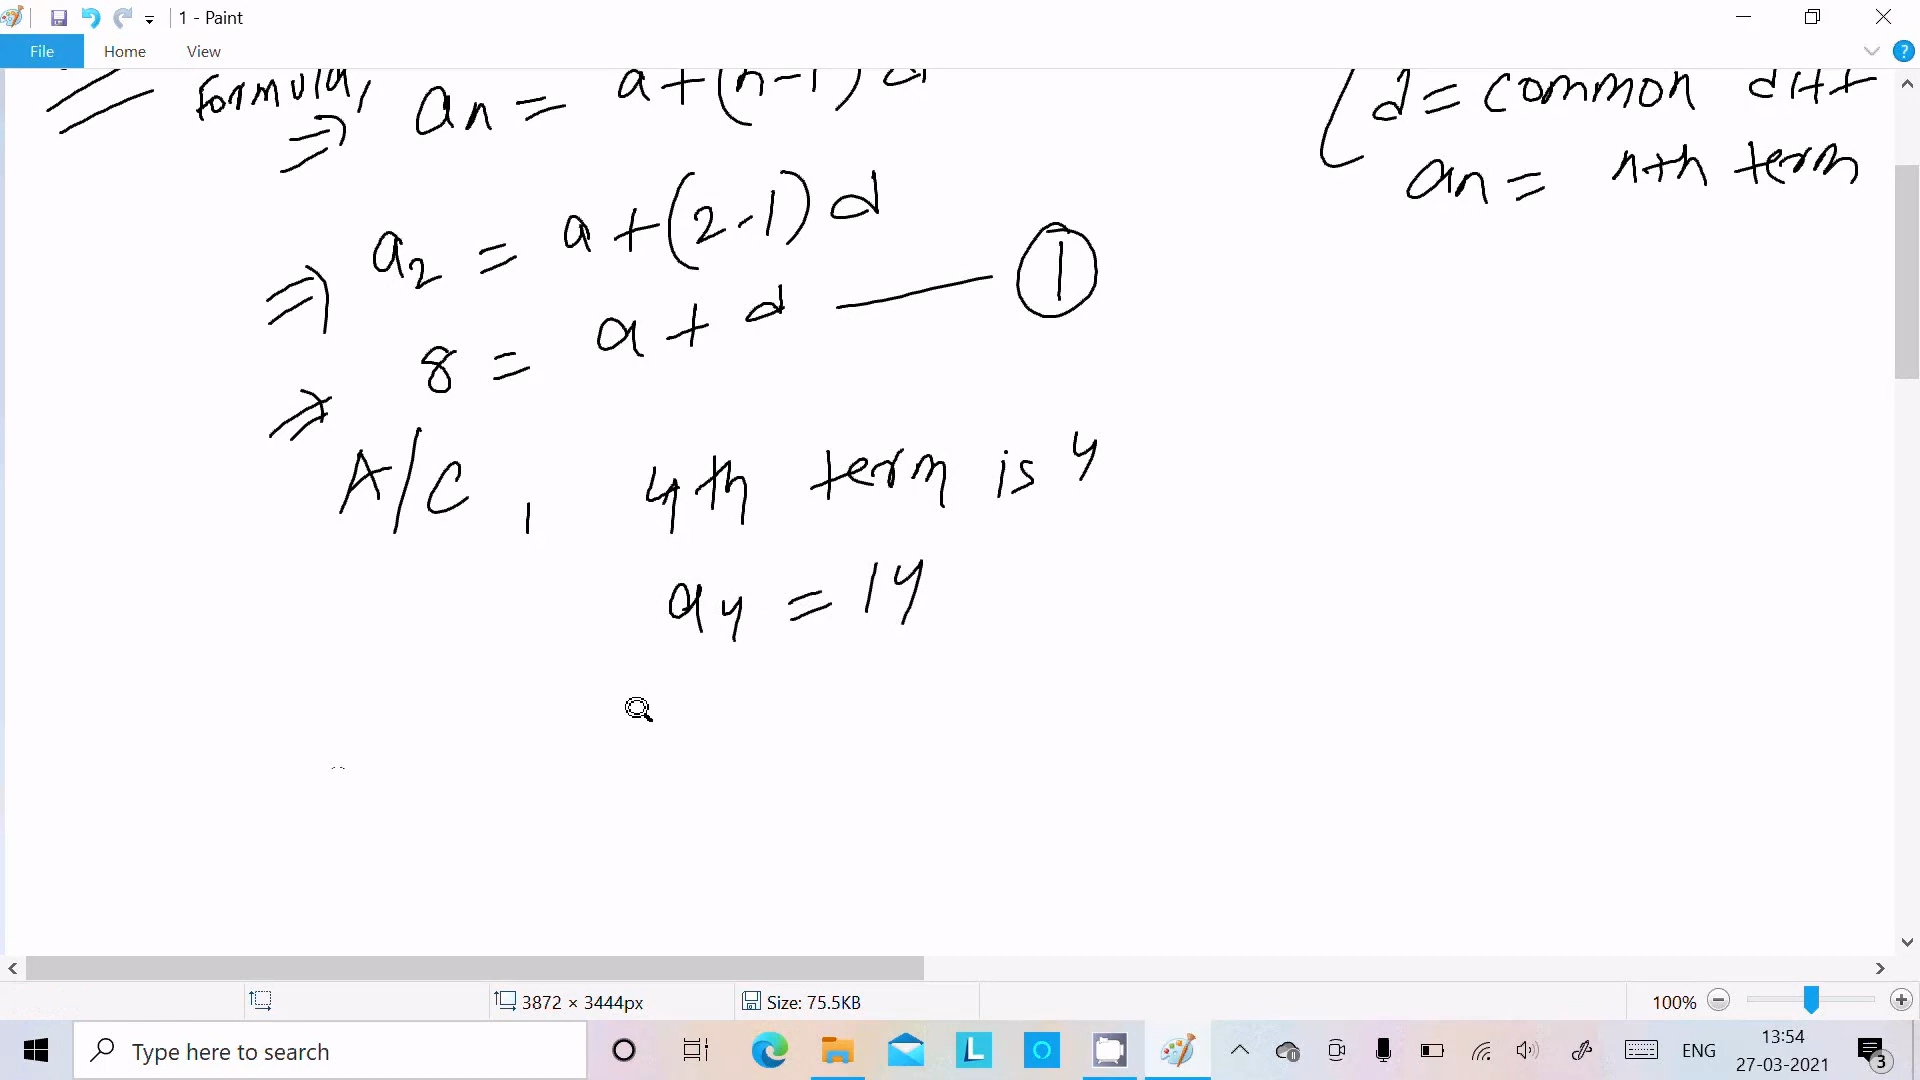 1 - Paint
File Home View
Formula, an = a+(n-1)d
⇒
d = common diff
an = nth term
⇒ a2 = a+(2-1)d
8 = a+d —— 1
⇒
A/C, 4th term is 4
a4 = 14
3872 × 3444px Size: 75.5KB 100%
Type here to search
ENG
13:54
27-03-2021
3